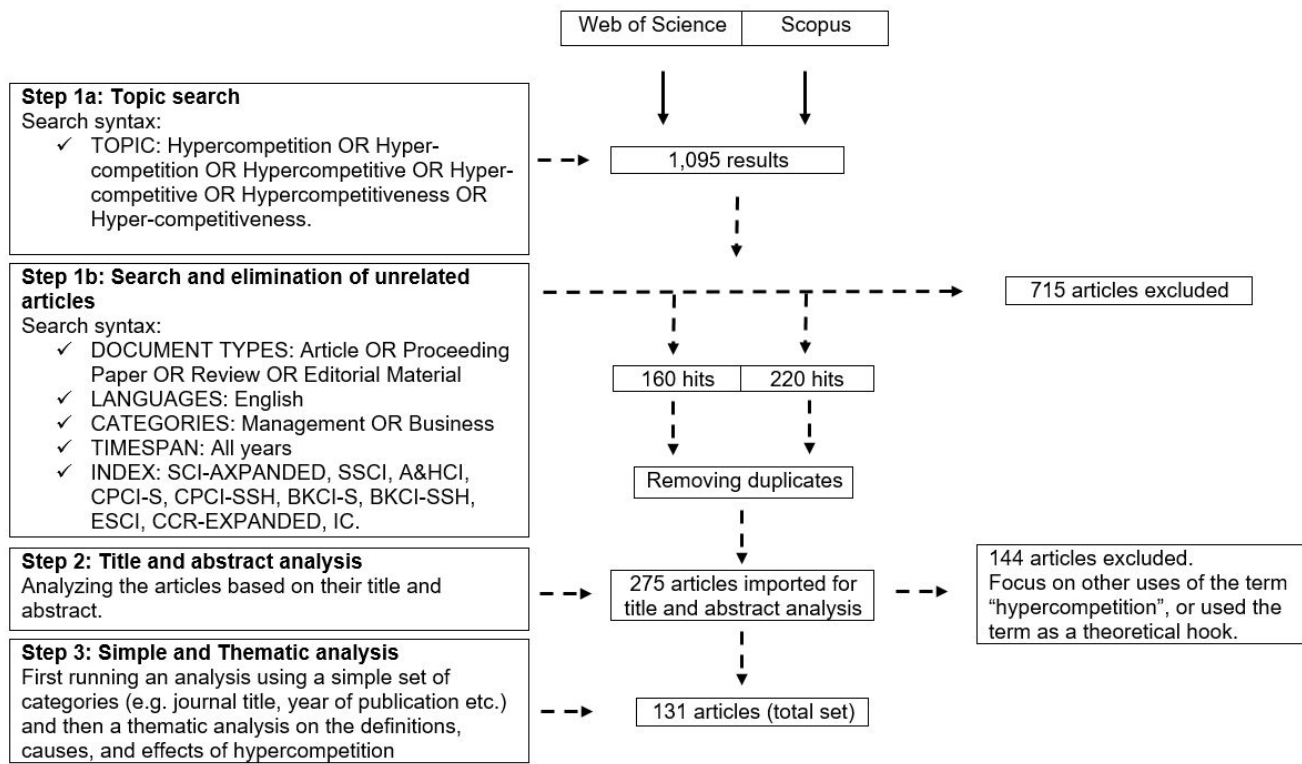 Web of Science
Scopus
Step 1a: Topic search
Search syntax:
✓ TOPIC: Hypercompetition OR Hyper-
competition OR Hypercompetitive OR Hyper-
competitive OR Hypercompetitiveness OR
Hyper-competitiveness.
1,095 results
Step 1b: Search and elimination of unrelated
articles
Search syntax:
✓ DOCUMENT TYPES: Article OR Proceeding
Paper OR Review OR Editorial Material
✓ LANGUAGES: English
✓ CATEGORIES: Management OR Business
✓ TIMESPAN: All years
✓ INDEX: SCI-AXPANDED, SSCI, A&HCI,
CPCI-S, CPCI-SSH, BKCI-S, BKCI-SSH,
ESCI, CCR-EXPANDED, IC.
715 articles excluded
160 hits
220 hits
Removing duplicates
Step 2: Title and abstract analysis
Analyzing the articles based on their title and
abstract.
275 articles imported for
title and abstract analysis
144 articles excluded.
Focus on other uses of the term
“hypercompetition”, or used the
term as a theoretical hook.
Step 3: Simple and Thematic analysis
First running an analysis using a simple set of
categories (e.g. journal title, year of publication etc.)
and then a thematic analysis on the definitions,
causes, and effects of hypercompetition
131 articles (total set)